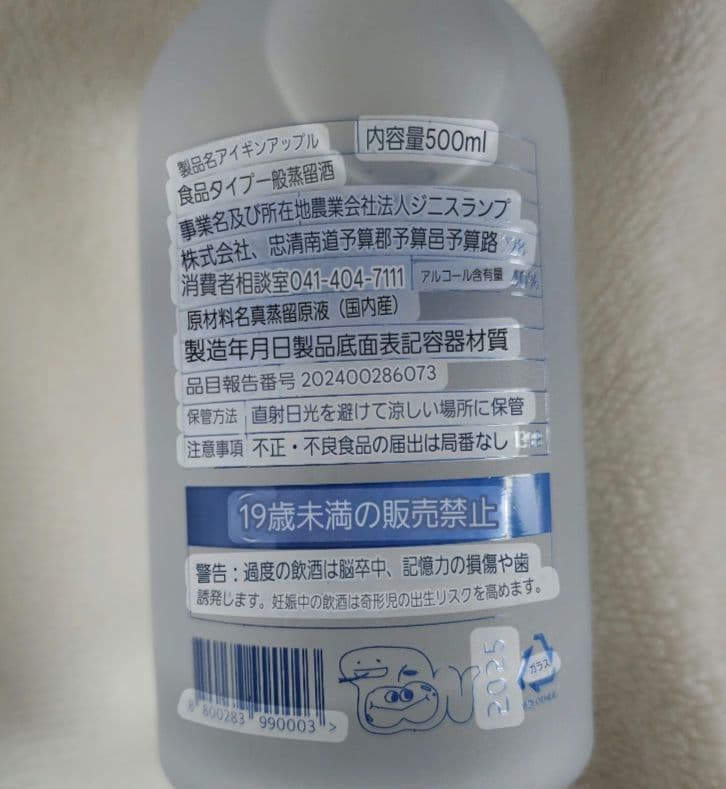 製品名アイギンアップル
内容量500ml
食品タイプ一般蒸留酒
事業名及び所在地農業会社法人ジニスランプ
株式会社、忠清南道予算郡予算邑予算路
消費者相談室041-404-7111
アルコール含有量 40%
原材料名真蒸留原液（国内産）
製造年月日製品底面表記容器材質
品目報告番号 202400286073
保管方法 直射日光を避けて涼しい場所に保管
注意事項 不正・不良食品の届出は局番なし
19歳未満の販売禁止
警告：過度の飲酒は脳卒中、記憶力の損傷や歯
誘発します。妊娠中の飲酒は奇形児の出生リスクを高めます。
8 800283 990003 >
2025
ガラス